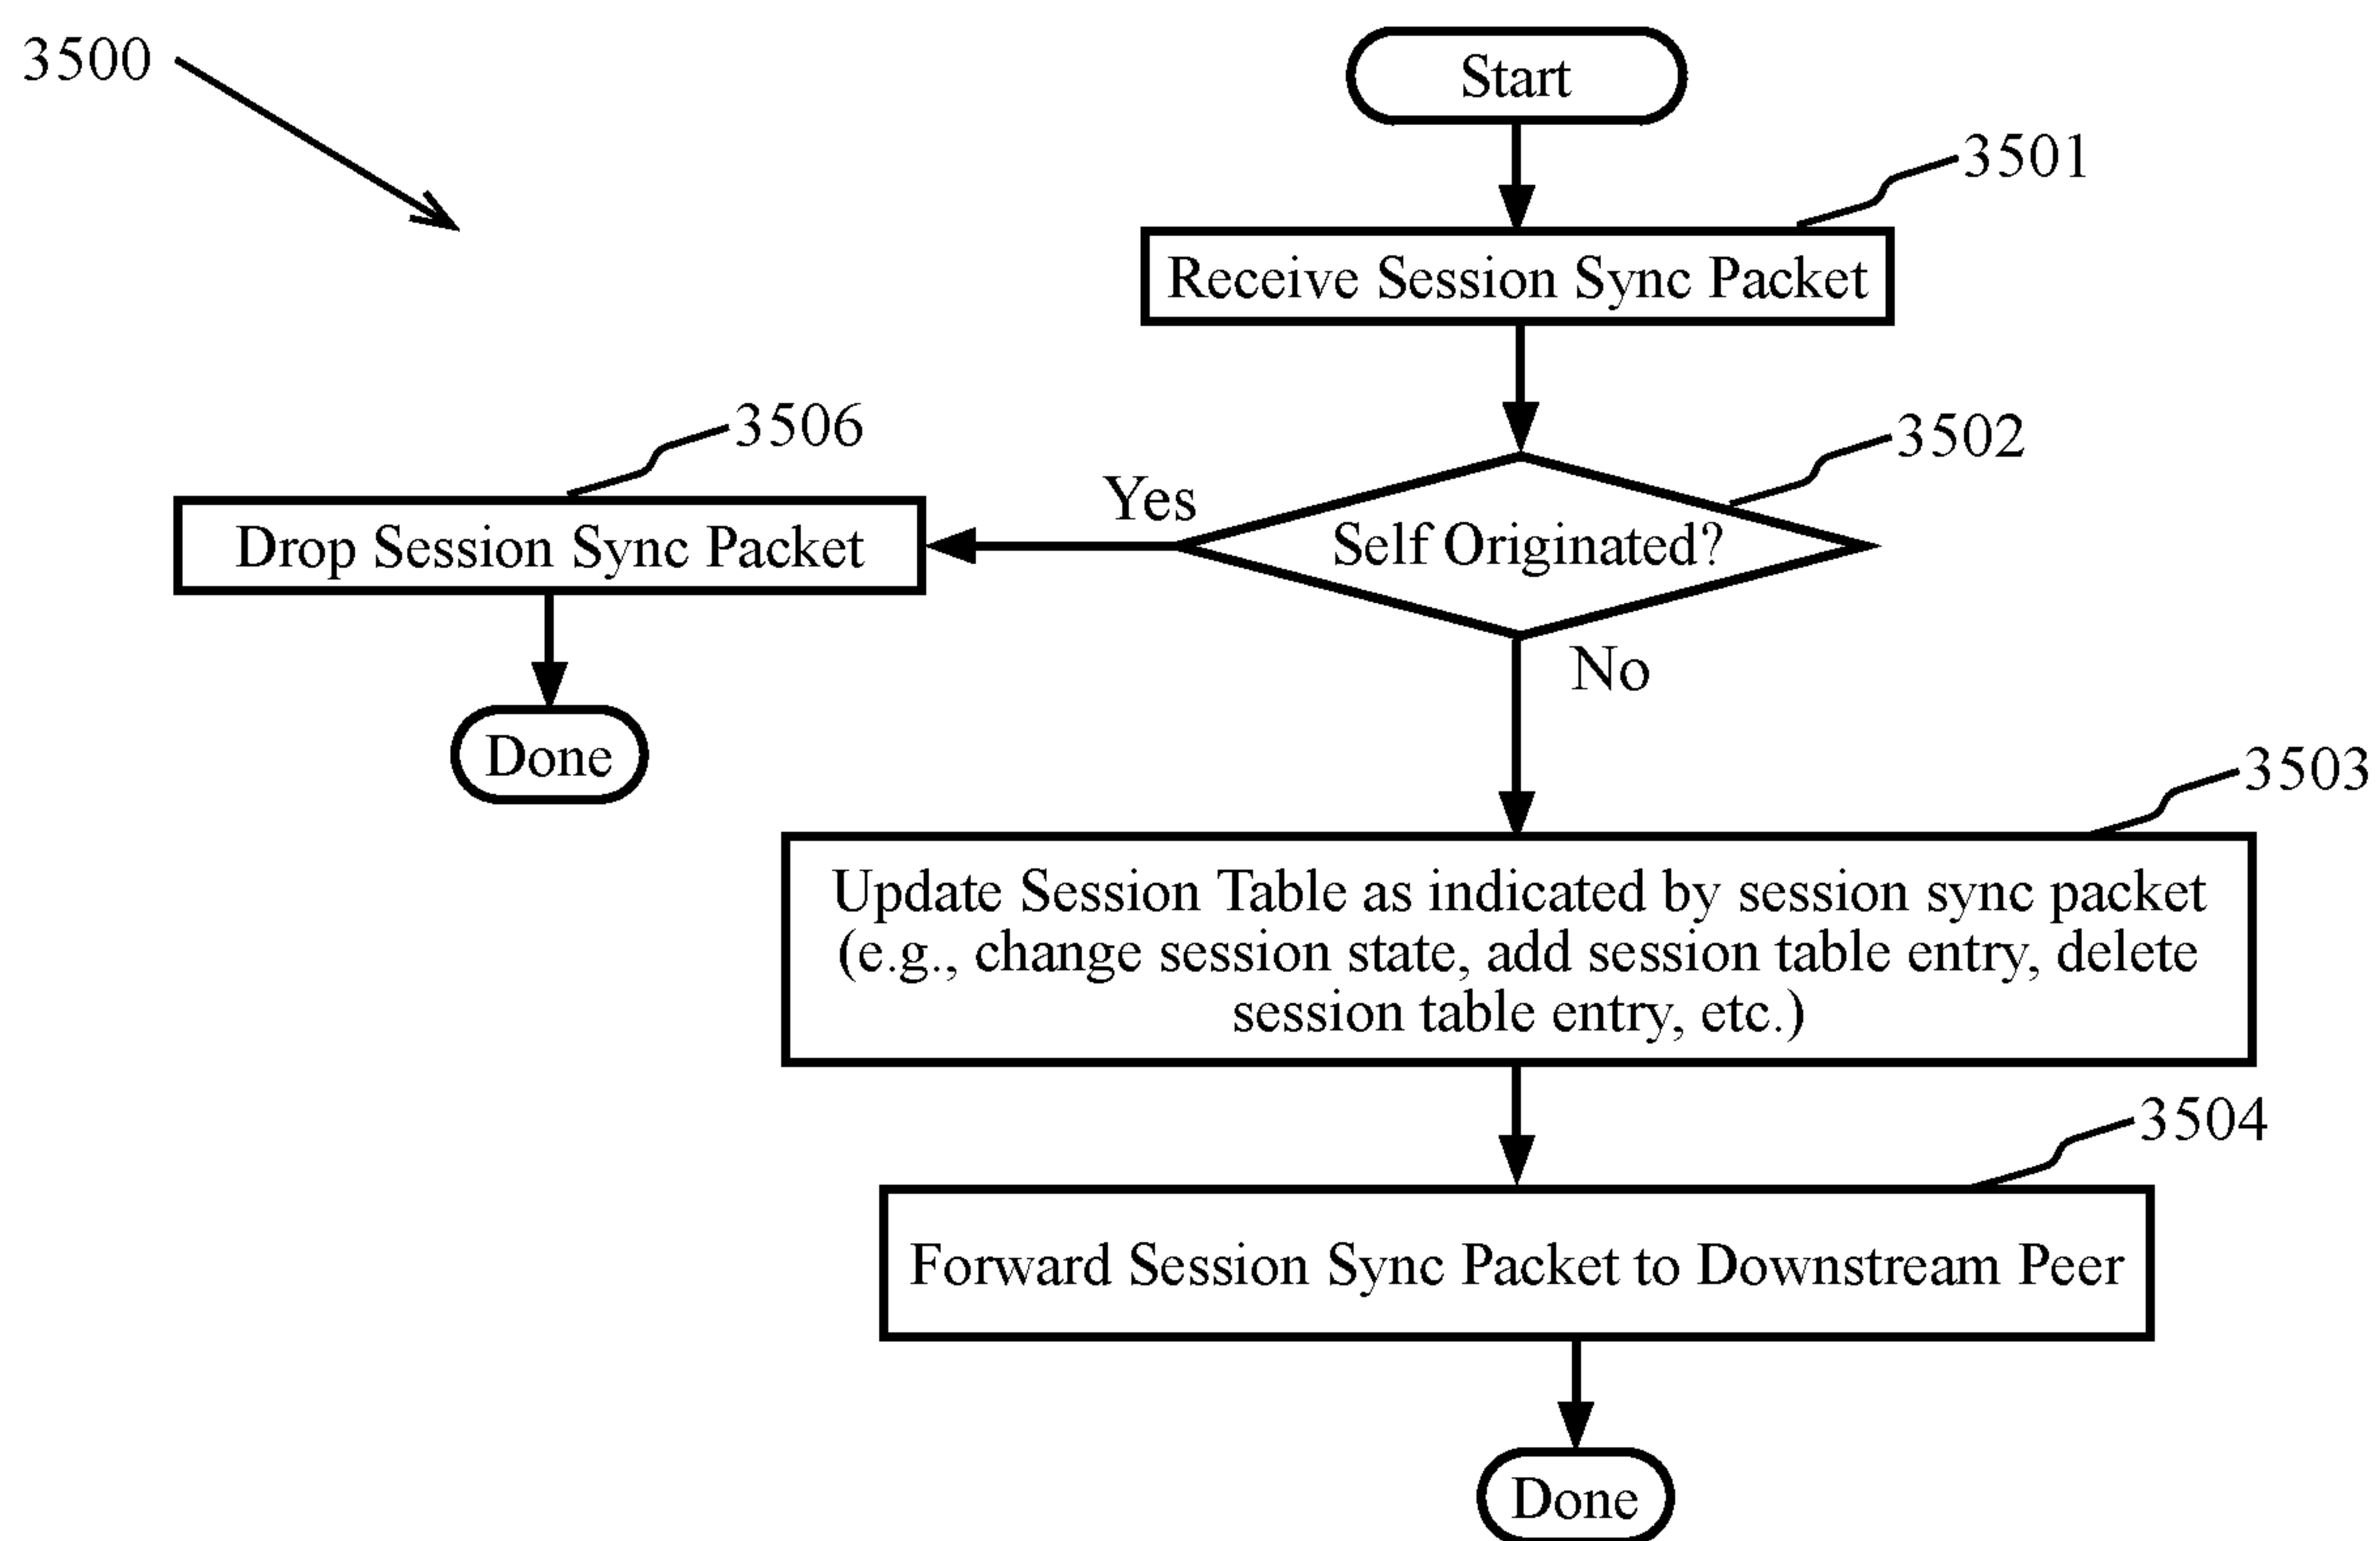 3500
Start
3501
Receive Session Sync Packet
3506
3502
Yes
Drop Session Sync Packet
Self Originated?
No
Done
3503
Update Session Table as indicated by session sync packet
(e.g., change session state, add session table entry, delete
session table entry, etc.)
3504
Forward Session Sync Packet to Downstream Peer
Done